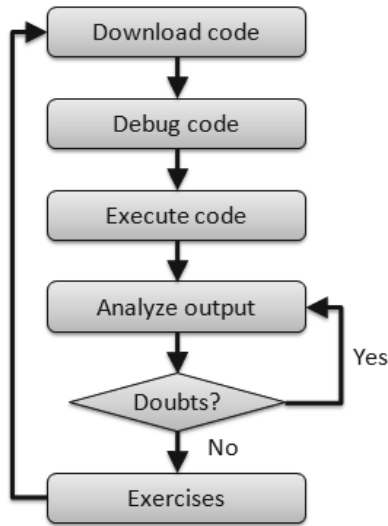 Download code
Debug code
Execute code
Analyze output
Yes
Doubts?
No
Exercises